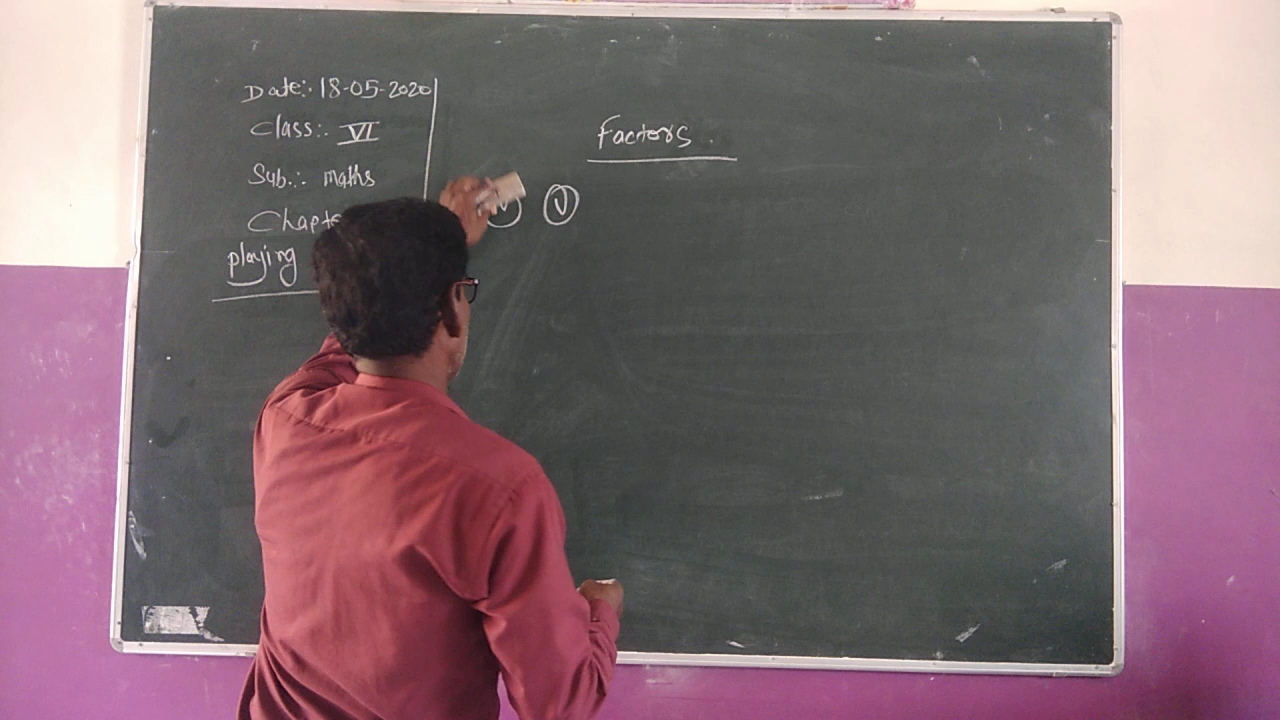 Date:. 18-05-2020
Class:. VI
Sub.:. maths
Chapte
playing
Factors.
V